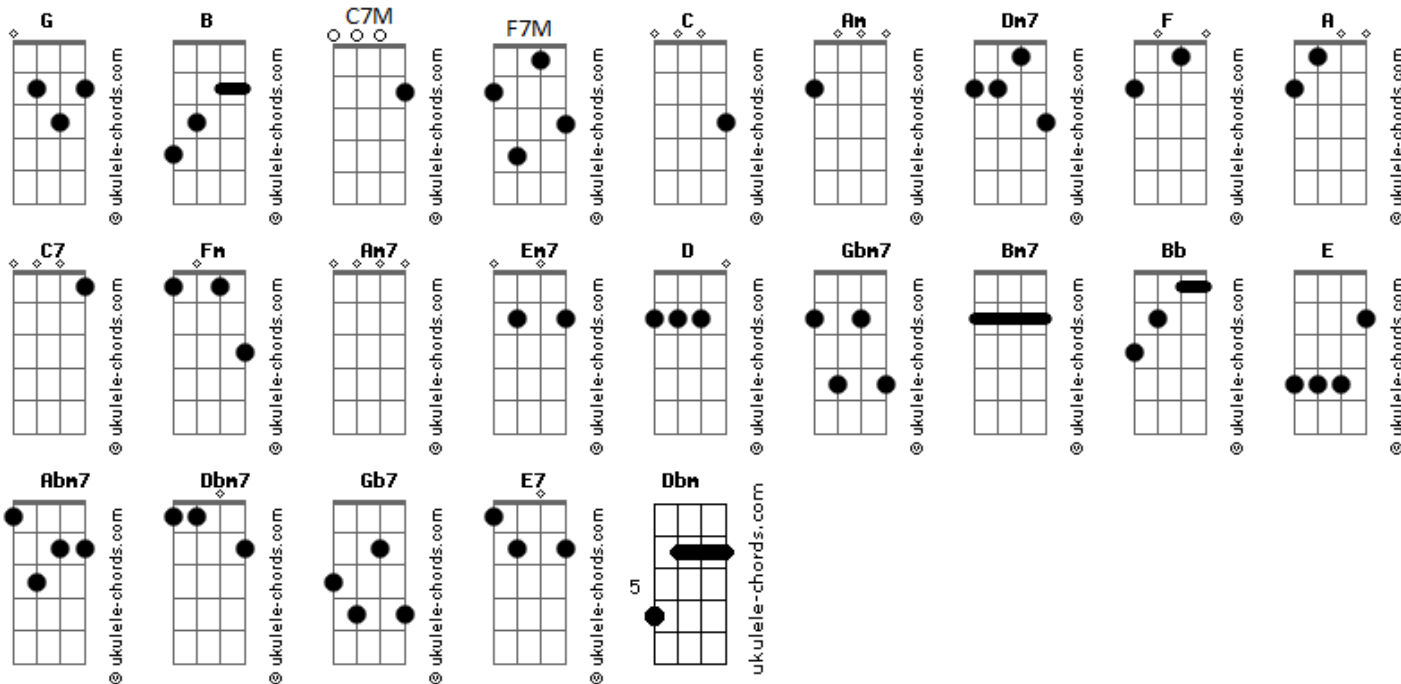 G B C7M F7M C Am Dm7 F A
© ukulele-chords.com © ukulele-chords.com © ukulele-chords.com © ukulele-chords.com © ukulele-chords.com © ukulele-chords.com © ukulele-chords.com © ukulele-chords.com © ukulele-chords.com
C7 Fm Am7 Em7 D Gbm7 Bm7 Bb E
© ukulele-chords.com © ukulele-chords.com © ukulele-chords.com © ukulele-chords.com © ukulele-chords.com © ukulele-chords.com © ukulele-chords.com © ukulele-chords.com © ukulele-chords.com
Abm7 Dbm7 Gb7 E7 Dbm
5
© ukulele-chords.com © ukulele-chords.com © ukulele-chords.com © ukulele-chords.com ukulele-chords.com